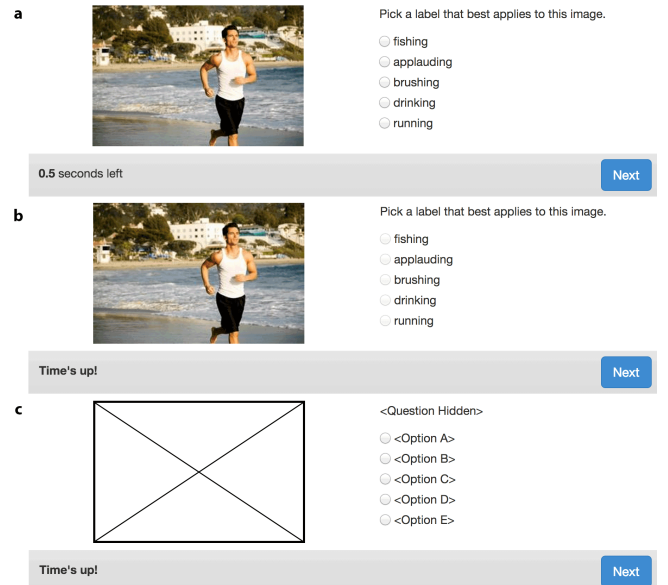 a
Pick a label that best applies to this image.
fishing
applauding
brushing
drinking
running
0.5 seconds left
Next
b
Pick a label that best applies to this image.
fishing
applauding
brushing
drinking
running
Time's up!
Next
c
<Question Hidden>
<Option A>
<Option B>
<Option C>
<Option D>
<Option E>
Time's up!
Next